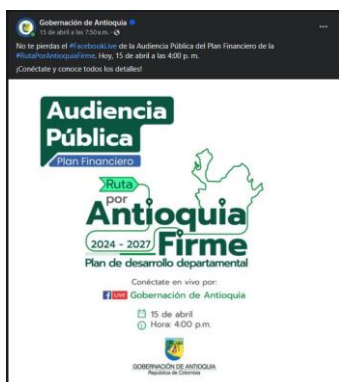 Gobernación de Antioquia
15 de abril a las 7:50 a.m. ·
No te pierdas el #FacebookLive de la Audiencia Pública del Plan Financiero de la
#RutaPorAntioquiaFirme. Hoy, 15 de abril a las 4:00 p. m.
¡Conéctate y conoce todos los detalles!
Audiencia
Pública
Plan Financiero
Ruta
por
Antioquia
2024 - 2027 Firme
Plan de desarrollo departamental
Conéctate en vivo por:
f LIVE Gobernación de Antioquia
15 de abril
Hora: 4:00 p.m.
GOBERNACIÓN DE ANTIOQUIA
República de Colombia